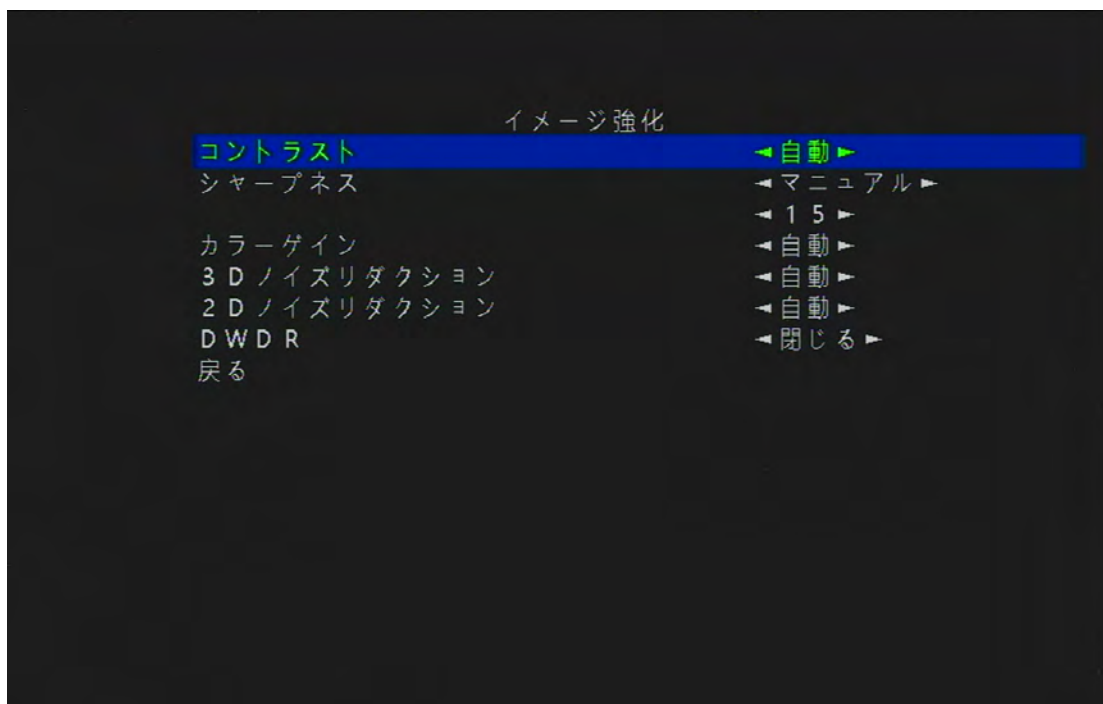 イメージ強化
コントラスト ◄自動►
シャープネス ◄マニュアル►
◄15►
カラーゲイン ◄自動►
3Dノイズリダクション ◄自動►
2Dノイズリダクション ◄自動►
DWDR ◄閉じる►
戻る